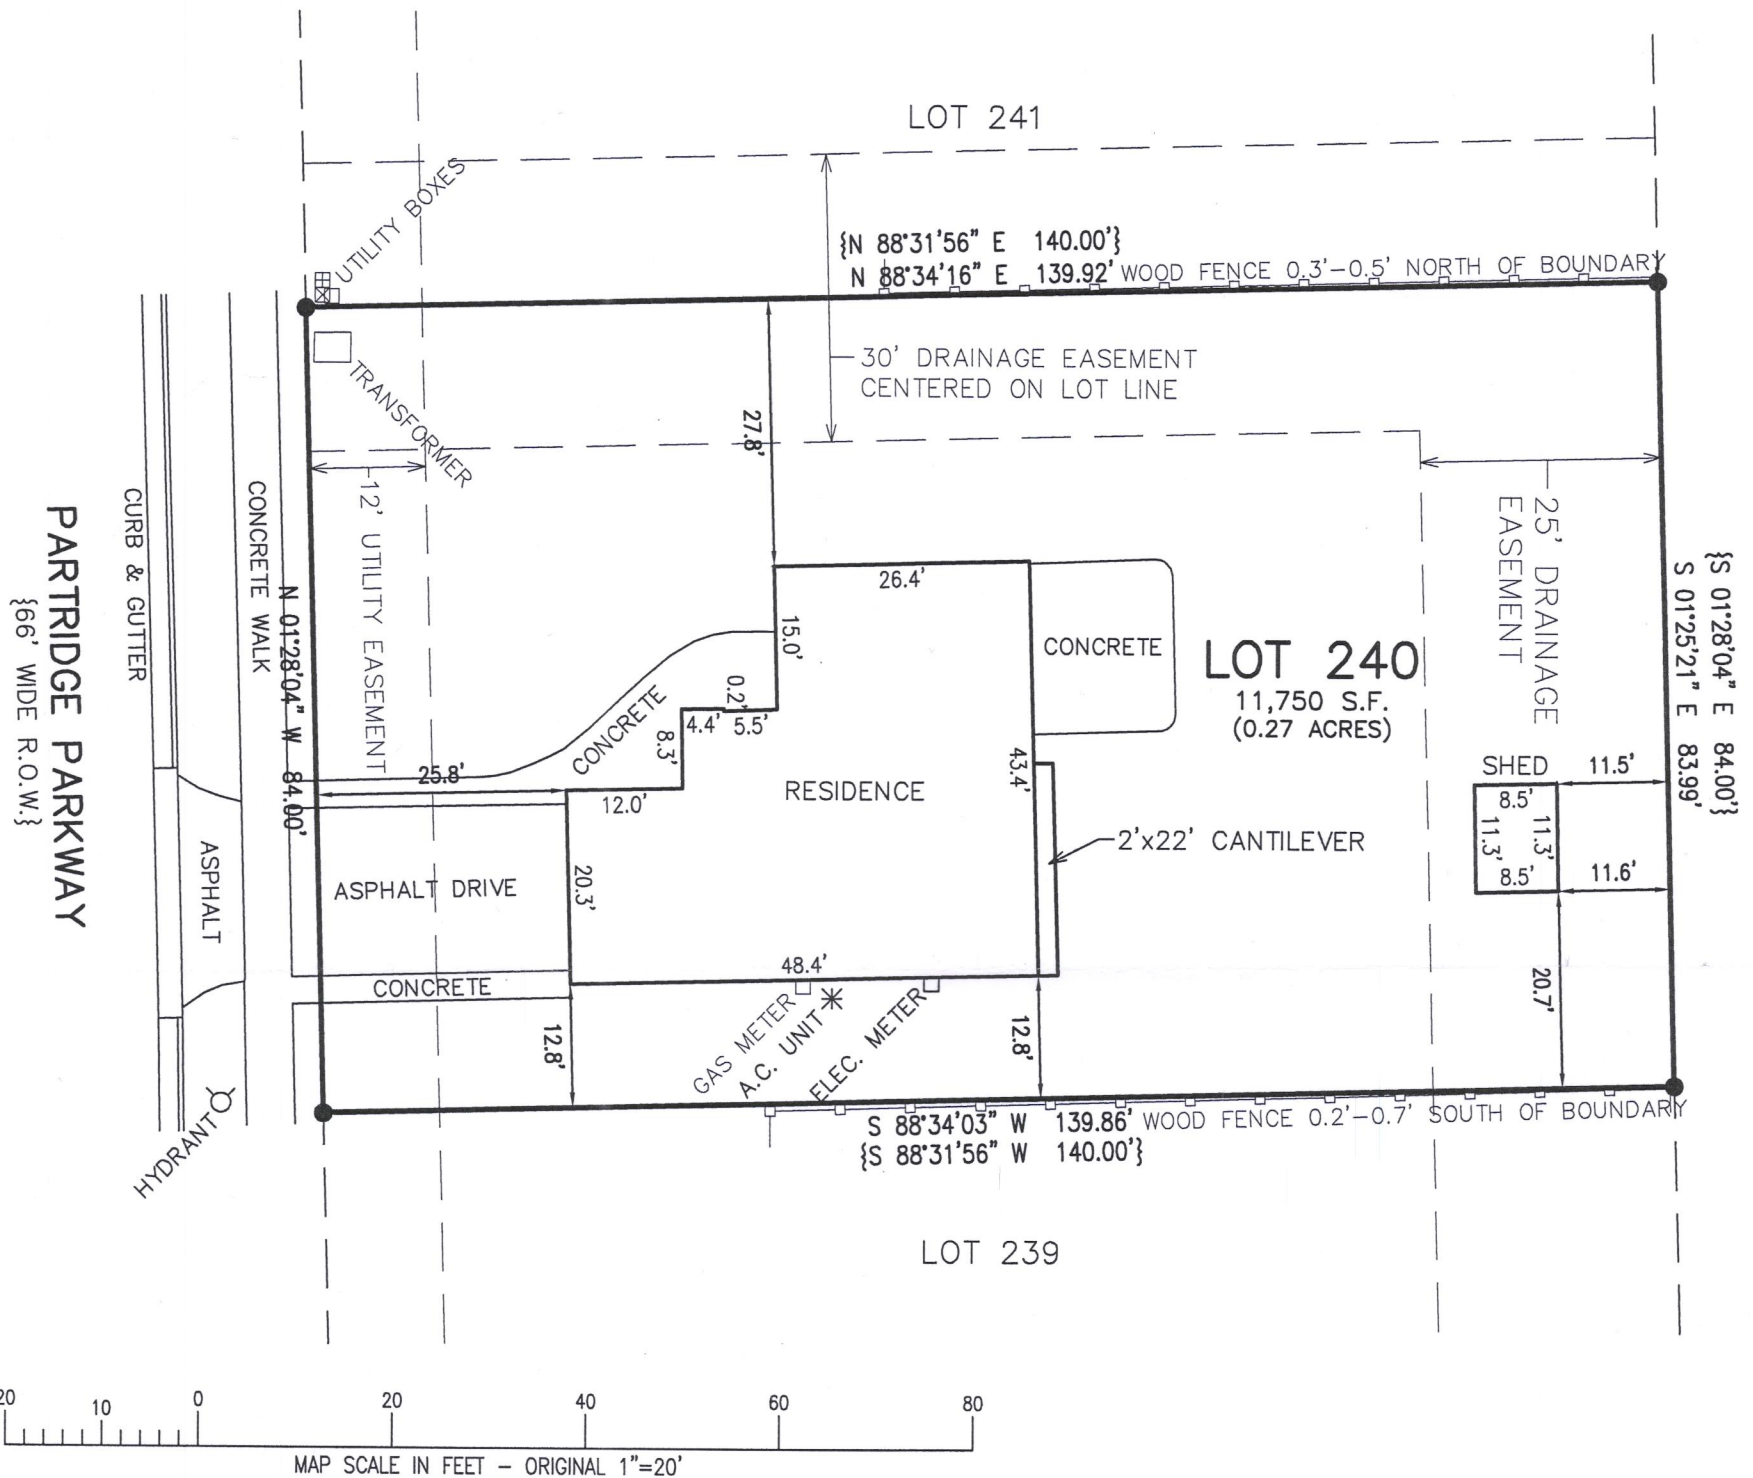 LOT 241
UTILITY BOXES
{N 88°31'56" E 140.00'}
N 88°34'16" E 139.92'
WOOD FENCE 0.3'-0.5' NORTH OF BOUNDARY
30' DRAINAGE EASEMENT
CENTERED ON LOT LINE
TRANSFORMER
27.8'
12' UTILITY EASEMENT
25' DRAINAGE
EASEMENT
{S 01°28'04" E 84.00'}
S 01°25'21" E 83.99'
PARTRIDGE PARKWAY
{66' WIDE R.O.W.}
CURB & GUTTER
CONCRETE WALK
N 01°28'04" W 84.00'
26.4'
15.0'
CONCRETE
LOT 240
11,750 S.F.
(0.27 ACRES)
CONCRETE
0.2'
4.4'
5.5'
8.3'
25.8'
12.0'
RESIDENCE
43.4'
SHED
11.5'
8.5'
11.3'
11.3'
8.5'
11.6'
2'x22' CANTILEVER
ASPHALT
ASPHALT DRIVE
20.3'
48.4'
CONCRETE
20.7'
12.8'
GAS METER
A.C. UNIT
ELEC. METER
12.8'
HYDRANT
S 88°34'03" W 139.86'
WOOD FENCE 0.2'-0.7' SOUTH OF BOUNDARY
{S 88°31'56" W 140.00'}
LOT 239
20 10 0 20 40 60 80
MAP SCALE IN FEET - ORIGINAL 1"=20'